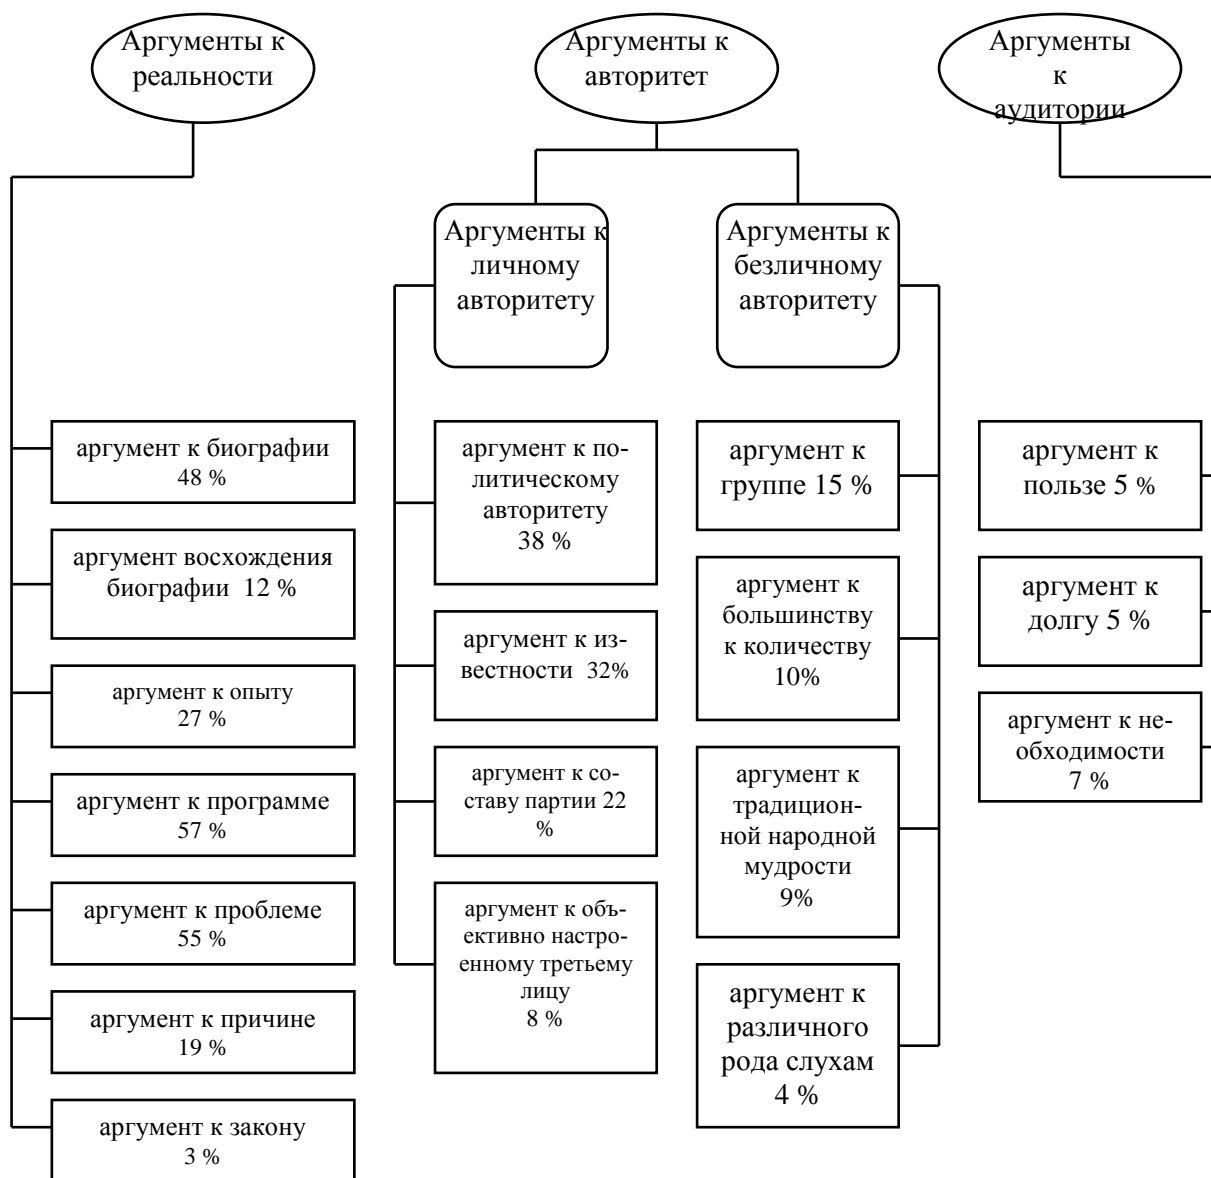 Аргументы к
реальности
Аргументы к
авторитет
Аргументы
к
аудитории
Аргументы к
личному
авторитету
Аргументы к
безличному
авторитету
аргумент к биографии
48 %
аргумент восхождения
биографии 12 %
аргумент к опыту
27 %
аргумент к программе
57 %
аргумент к проблеме
55 %
аргумент к причине
19 %
аргумент к закону
3 %
аргумент к по-
литическому
авторитету
38 %
аргумент к из-
вестности 32%
аргумент к со-
ставу партии 22
%
аргумент к объ-
ективно настро-
енному третьему
лицу
8 %
аргумент к
группе 15 %
аргумент к
большинству
к количеству
10%
аргумент к
традицион-
ной народной
мудрости
9%
аргумент к
различного
рода слухам
4 %
аргумент к
пользе 5 %
аргумент к
долгу 5 %
аргумент к не-
обходимости
7 %